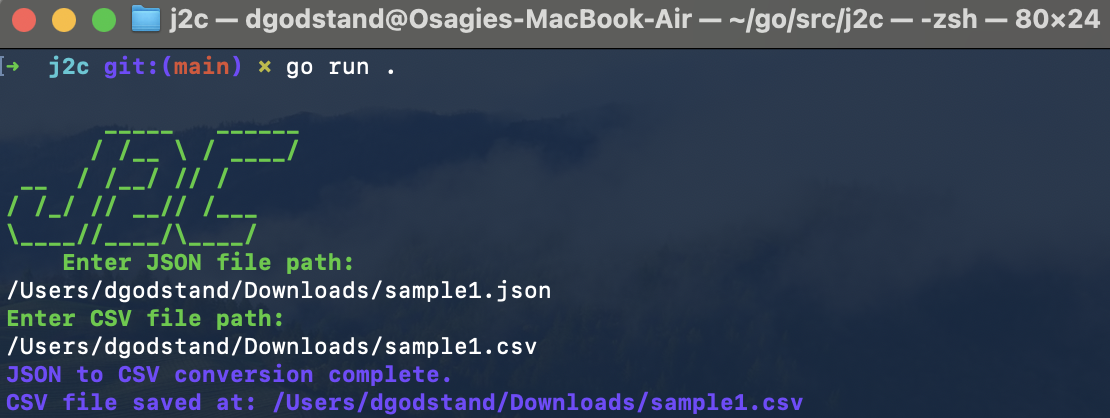 j2c — dgodstand@Osagies-MacBook-Air — ~/go/src/j2c — -zsh — 80×24
[➜  j2c git:(main) ✗ go run .
       _____   ______
      / /__ \ / ____/
 __  / /__/ // /
/ /_/ // __// /___
\____//____/\____/
    Enter JSON file path:
/Users/dgodstand/Downloads/sample1.json
Enter CSV file path:
/Users/dgodstand/Downloads/sample1.csv
JSON to CSV conversion complete.
CSV file saved at: /Users/dgodstand/Downloads/sample1.csv